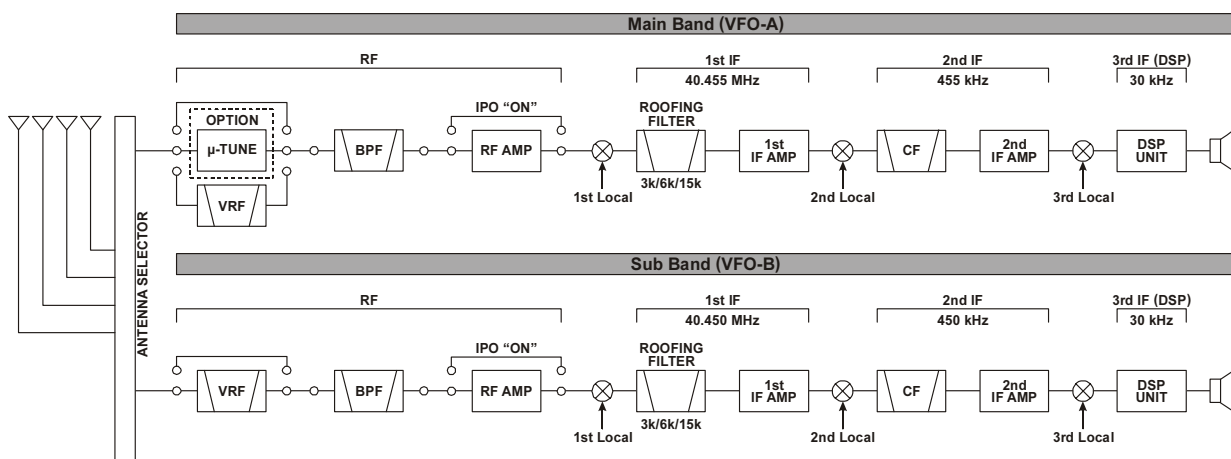 Main Band (VFO-A)
RF
1st IF
40.455 MHz
2nd IF
455 kHz
3rd IF (DSP)
30 kHz
OPTION
µ-TUNE
VRF
BPF
IPO “ON”
RF AMP
1st Local
ROOFING
FILTER
3k/6k/15k
1st
IF AMP
2nd Local
CF
2nd
IF AMP
3rd Local
DSP
UNIT
ANTENNA SELECTOR
Sub Band (VFO-B)
RF
1st IF
40.450 MHz
2nd IF
450 kHz
3rd IF (DSP)
30 kHz
VRF
BPF
IPO “ON”
RF AMP
1st Local
ROOFING
FILTER
3k/6k/15k
1st
IF AMP
2nd Local
CF
2nd
IF AMP
3rd Local
DSP
UNIT